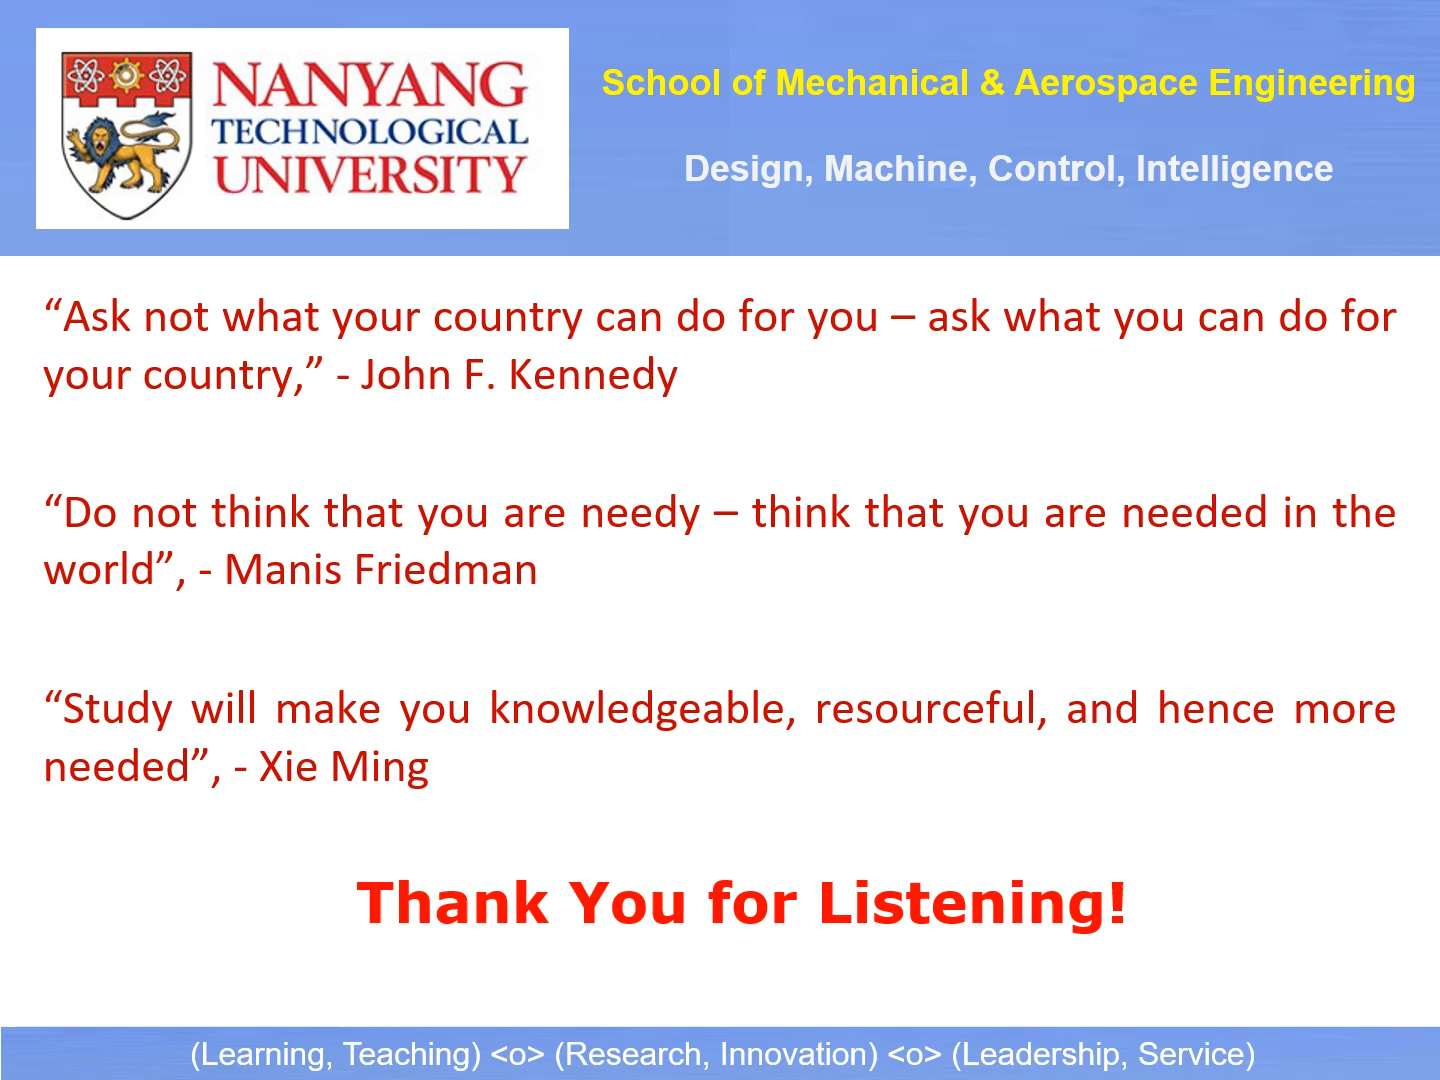 NANYANG
TECHNOLOGICAL
UNIVERSITY
School of Mechanical & Aerospace Engineering
Design, Machine, Control, Intelligence
“Ask not what your country can do for you – ask what you can do for
your country,” - John F. Kennedy
“Do not think that you are needy – think that you are needed in the
world”, - Manis Friedman
“Study will make you knowledgeable, resourceful, and hence more
needed”, - Xie Ming
Thank You for Listening!
(Learning, Teaching) <o> (Research, Innovation) <o> (Leadership, Service)